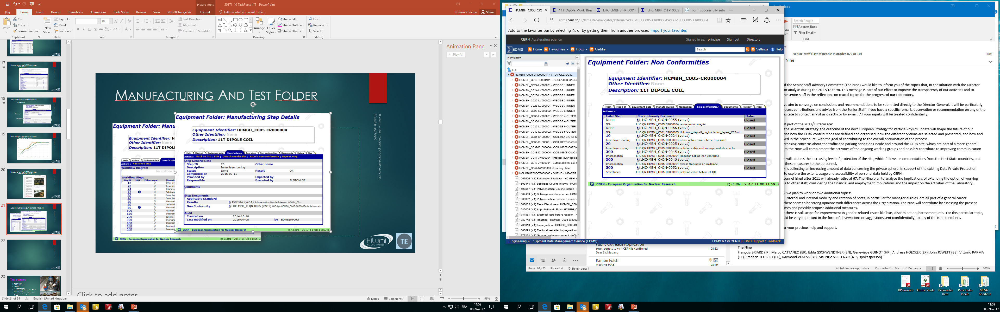 Picture Tools
20171110 TaskForce11T - PowerPoint
File
Home
Insert
Design
Transitions
Animations
Slide Show
Review
View
PDF-XChange V6
Format
Tell me what you want to do...
Rosario Principe
Share
Paste
Cut
Copy
Format Painter
Clipboard
New Slide
Layout
Reset
Section
Slides
18
Font
Text Direction
Align Text
Convert to SmartArt
Paragraph
Arrange
Quick Styles
Shape Fill
Shape Outline
Shape Effects
Drawing
Find
Replace
Select
Editing
17
18
19
20
21
22
23
Animation Pane
Play All
MANUFACTURING AND TEST FOLDER
TE-MSC-LMF rosario.principe@cern.ch
EDMS#1867389
Equipment Folder: Manu
Equipment Identifier: H
Other Identifier: None
Description: 11T DIPOL
Main Made of Equipment data Manufacturing
Actions : Add extra step
Workflow Diagram
Workflow Steps
10
20
24
25
30
40
50
60
80
100
120
200
300
400
450
500
CERN - European Organization for Nuclear Research
© CERN - 2017-11-08 11:55:2
Equipment Folder: Manufacturing Step Details
Equipment Identifier: HCMBH_C005-CR000004
Other Identifier: None
Description: 11T DIPOLE COIL
Main Made of Equipment data Manufacturing Operation Non-conformities Documents History Map
Actions : Back to list | Edit | Detach results doc | Attach non-conformity | Repeat step
Step Generic Data
Step ID 20 Other name
Description Inner layer curing
Status Done Result Ok
Completed on 2016-03-11
Provided by Expected by
Responsible Executed by ALSTOM GE
Comments
Step Documents
Applicable Standard
Results 1598567 (ver.1) Polymerisation Couche Interne - HCMBH_C0...
Non Conformity LHC-MBH_C-QN-0025 (ver.1) LHC-QN-HCMBH_C005-CR000004-isolation-cab...
Audit
Created on 2014-10-16
Last modified on 2016-04-08 by EDMSIMPORT
CERN - European Organization for Nuclear Research
© CERN - 2017-11-08 11:57:1
HiLumi
HL-LHC PROJECT
TE
Click to add notes
Slide 21 of 59
English (United Kingdom)
Notes
Comments
96%
FRA
11:59
08-Nov-17
HCMBH_C005-CR0
11T_Dipole_Work_Brea
LHC-LMBHE-FP-0001-
LHC-MBH_C-FP-0003-
Form successfully subr
edms.cern.ch/ui/#!master/navigator/external?A:HCMBH_C005-CR000004:A:HCMBH_C005-CR000004
Add to the favorites bar by selecting ☆, or by getting them from another browser. Import your favorites
CERN Accelerating science
Signed in as: principe
Sign out
Directory
EDMS
Home
Favourites
Inbox
Caddie
Search
Settings
Help
Navigator
[...]
HCMBH_C005-CR000004 - 11T DIPOLE COIL
HCMBH_C013-42000194 - INSULATED CABLE
HCMBH_C024-LV000001 - WEDGE 1 INNER
HCMBH_C024-LV000002 - WEDGE 1 INNER
HCMBH_C026-LV000001 - WEDGE 2 INNER
HCMBH_C026-LV000002 - WEDGE 2 INNER
HCMBH_C028-LV000001 - WEDGE 3 INNER
HCMBH_C028-LV000002 - WEDGE 3 INNER
HCMBH_C030-LV000001 - WEDGE 4 OUTER
HCMBH_C030-LV000002 - WEDGE 4 OUTER
HCMBH_C032-LV000001 - WEDGE 5 OUTER
HCMBH_C032-LV000002 - WEDGE 5 OUTER
HCMBH_C035-D1000001 - COIL KEYS C4LI-K
HCMBH_C036-D1000001 - COIL KEYS C4RI-K
HCMBH_C037-D1000004 - COIL KEYS C4RO-
HCMBH_C038-D1000004 - COIL KEYS C4LO-K
HCMBH_C047-JK000004 - Internal layer coil sp
HCMBH_C048-JK000004 - External layer coil s
HCMBH_C049-NZ000003 - Loading plate
HCLMBHE050-T8000005 - QUENCH HEATER
1557566 (v.1) Fabrication interlayer - HCMBH_
1593444 (v.1) Bobinage Couche Interne - HCM
1598567 (v.1) Polymerisation Couche Interne -
1607409 (v.1) Bobinage couche externe - HCM
1608002 (v.1) Polymerisation Couche Externe -
1608605 (v.1) Tests Electriques - HCMBH_C00
1586005 (v.3) Approbation du Pole - HCMBH_C
1741861 (v.1) Electrical tests before reaction - H
1753742 (v.1) Reaction - HCMBH_C005-CR000
1765019 (v.1) Impregnation - HCMBH_C005-CF
1806093 (v.1) Electrical test after impregnation -
1773878 (v.3) Geometrical measurement - HCM
Equipment Folder: Non Conformities
Equipment Identifier: HCMBH_C005-CR000004
Other Identifier: None
Description: 11T DIPOLE COIL
Main Made of Equipment data Manufacturing Operation Non-conformities Documents History Map
Actions :
Failed Step |Non-conformity Document |Status
None LHC-MBH_C-QN-0055 (ver.1) Closed
N/A LHC-QN-HCMBH_C005-CR000004-resine-endommagée
None LHC-MBH_C-QN-0066 (ver.1) Closed
N/A LHC-QN-HCMBH_C001-CR000003-Unknown_deposit_on_insulation_layers_CR7coil
10 LHC-MBH_C-QN-0024 (ver.1) Closed
Inner layer winding LHC-QN-HCMBH_C005-CR000004-ruban-autour-pole-interne-trop-court
20 LHC-MBH_C-QN-0025 (ver.1) Closed
Inner layer curing LHC-QN-HCMBH_C005-CR000004-isolation-cable-endommagé-saut-de-couche
300 LHC-MBH_C-QN-0045 (ver.1) Closed
Impregnation LHC-QN-HCMBH_C005-CR000004-longueur-bobine-non-conforme
300 LHC-MBH_C-QN-0046 (ver.1) Closed
Impregnation LHC-QN-HCMBH_C005-CR000004-excess-thickness-on-midplane
500 LHC-MBH_C-QN-0052 (ver.1) Closed
Acceptance LHC-QN-HCMBH_C005-CR000004-isolation-entre-bobine-et-QH
CERN - European Organization for Nuclear Research
© CERN - 2017-11-08 11:59:3
Engineering & Equipment Data Management Service (EDMS)
EDMS 6.1 © CERN | EDMS Support / Feedback
Search People
Address Book
Filter Email
Find
senior-staff (List of people in grades 8, 9 or 10)
11:05
Nine
of the Senior Staff Advisory Committee (The Nine) would like to inform you of the topics that, in consultation with the Director-
or analysis during the 2017/18 term. This message is part of our effort to improve the transparency of our activities and to
he senior staff in the reflections on crucial topics for the progress of our Laboratory.
we aim to converge on conclusions and recommendations to be submitted directly to the Director-General. It will be particularly
ocess contributions and advice from the Senior Staff. If you have a specific remark, observation or recommendation on any of the
esitate to contact any of us directly or by e-mail. All your inputs will be treated confidentially.
st part of the 2017/18 term are:
the scientific strategy: the outcome of the next European Strategy for Particle Physics update will shape the future of our
yse how the CERN contributions are defined and organised, how the different options are selected and presented, and how and
ved in the procedure, with the goal of contributing to the overall optimisation of the process.
creasing concerns about the traffic and parking conditions inside and around the CERN site, which are part of a more general
m the Nine will complement the activities of the ongoing working groups and possibly contribute to improving communication
e will address the increasing level of protection of the site, which follows recommendations from the Host State countries, and
these measures to the personnel.
N is collecting an increasing amount of data concerning the private sphere. In support of the existing Data Private Protection
to explore the extent, usage and accessibility of personal data held by CERN.
onnel hired after 2011 will already retire at 67. The Nine plan to analyse the implications of extending the option of working
s to other staff, considering the financial and employment implications and the impact on the activities of the Laboratory.
, we plan to work on two additional topics:
External and internal mobility and rotation of posts, in particular for managerial roles, are all part of a general career
here seem to be strong opinions with differences across the Organization. The Nine will contribute by assessing the present
mes and possibly propose additional measures.
t there is still scope for improvement in gender-related issues like bias, discrimination, harassment, etc. For this particular topic,
uld be very important in the form of observations or suggestions sent (confidentially) to any of the Nine members.
or your precious help and support.
The Nine
François BRIARD (IR), Marco CATTANEO (EP), Edda GSCHWENDTNER (EN), Geneviève GUINOT (HR), Andreas HOECKER (EP), John JOWETT (BE), Vittorio PARMA
(TE), Frederic TEUBERT (EP), Raymond VENESS (BE), Maurizio VRETENAR (ATS, spokesperson)
Public Outreach Application
Your request to visit CERN is confirmed
08:52
Dear Sir/Madam,
Ramon Folch
Meeting JAAB
08:49
Items: 64,423
Unread: 4
Reminders: 1
All folders are up to date.
Connected to: Microsoft Exchange
100%
BPiemonte
Atomo Verde
Personalia Rete
Personalia locale
MESA - Shortcut
11:59
08-Nov-17